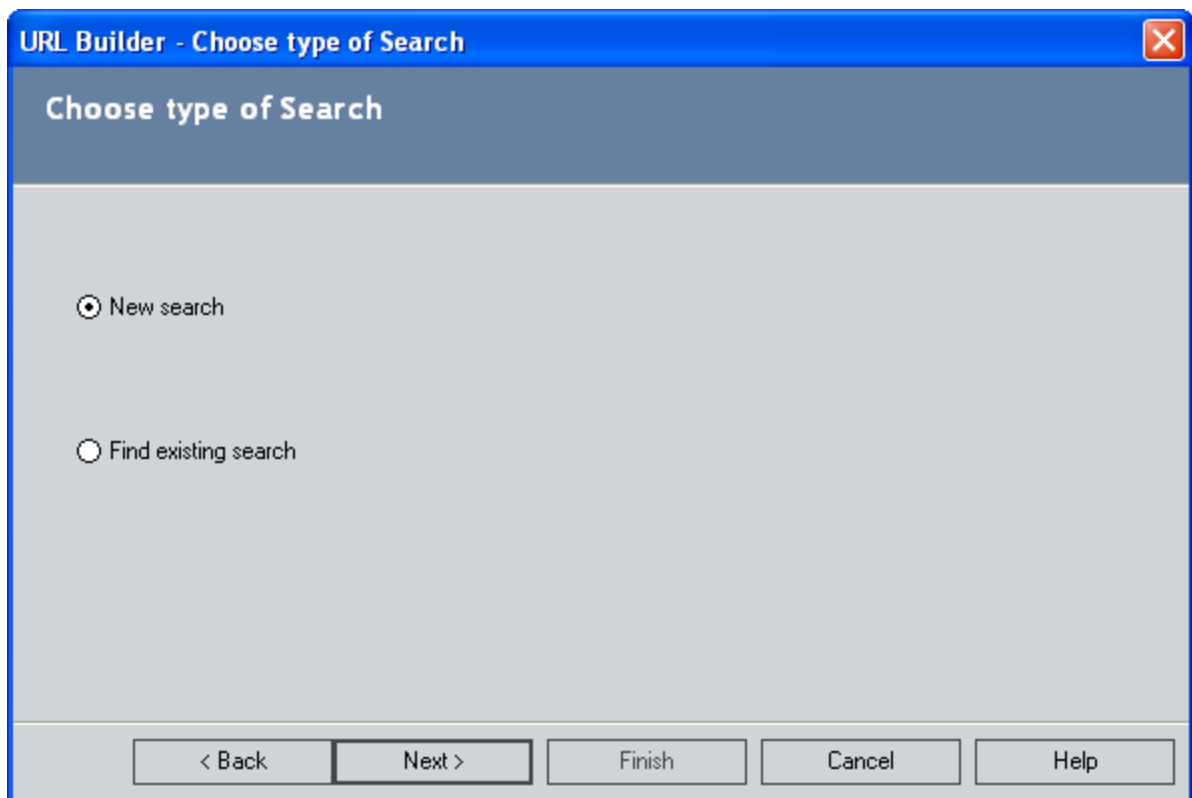 URL Builder - Choose type of Search
Choose type of Search
New search
Find existing search
< Back
Next >
Finish
Cancel
Help